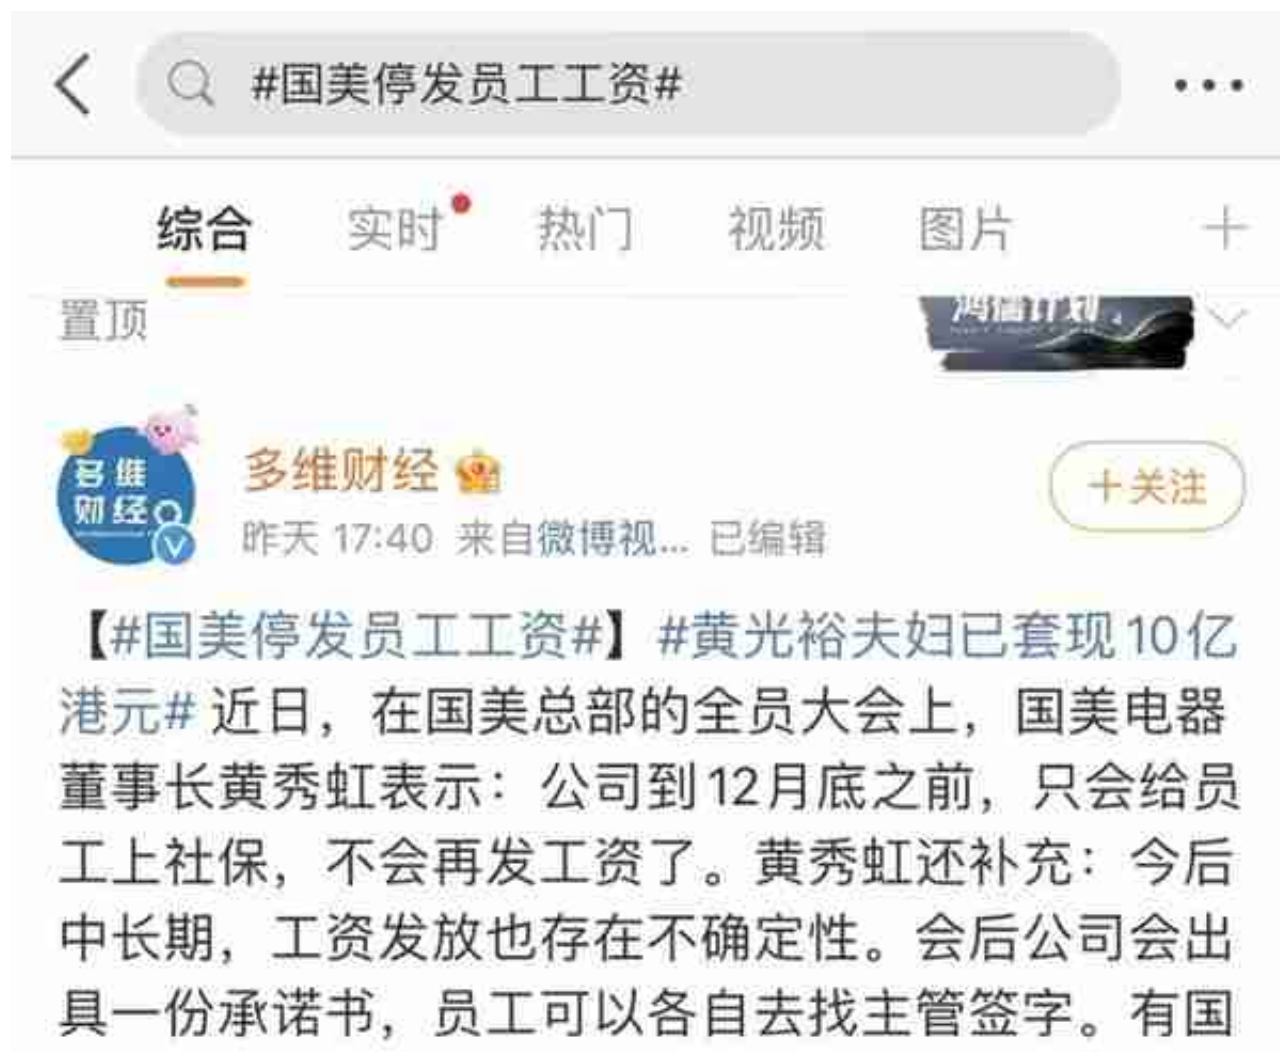 #国美停发员工工资#
综合 实时 热门 视频 图片
置顶
多维
财经
多维财经
+关注
昨天 17:40 来自微博视... 已编辑
【#国美停发员工工资#】#黄光裕夫妇已套现10亿
港元# 近日，在国美总部的全员大会上，国美电器
董事长黄秀虹表示：公司到12月底之前，只会给员
工上社保，不会再发工资了。黄秀虹还补充：今后
中长期，工资发放也存在不确定性。会后公司会出
具一份承诺书，员工可以各自去找主管签字。有国